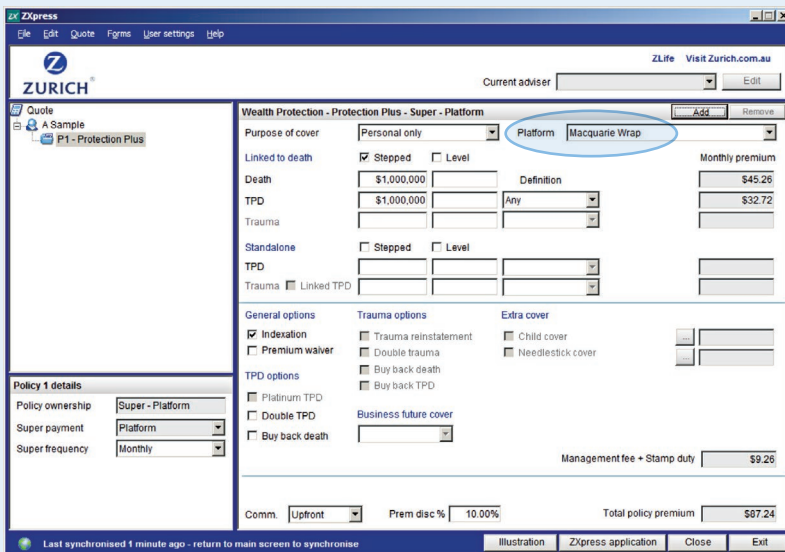 ZXpress
File Edit Quote Forms User settings Help
ZURICH®
ZLife Visit Zurich.com.au
Current adviser Edit
Quote
A Sample
P1 - Protection Plus
Policy 1 details
Policy ownership Super - Platform
Super payment Platform
Super frequency Monthly
Wealth Protection - Protection Plus - Super - Platform Add Remove
Purpose of cover Personal only Platform Macquarie Wrap
Linked to death Stepped Level Monthly premium
Death $1,000,000 Definition $45.26
TPD $1,000,000 Any $32.72
Trauma
Standalone Stepped Level
TPD
Trauma Linked TPD
General options Trauma options Extra cover
Indexation Trauma reinstatement Child cover ...
Premium waiver Double trauma Needlestick cover ...
Buy back death
TPD options Buy back TPD
Platinum TPD
Double TPD Business future cover
Buy back death
Management fee + Stamp duty $9.26
Comm. Upfront Prem disc % 10.00% Total policy premium $87.24
Last synchronised 1 minute ago - return to main screen to synchronise Illustration ZXpress application Close Exit